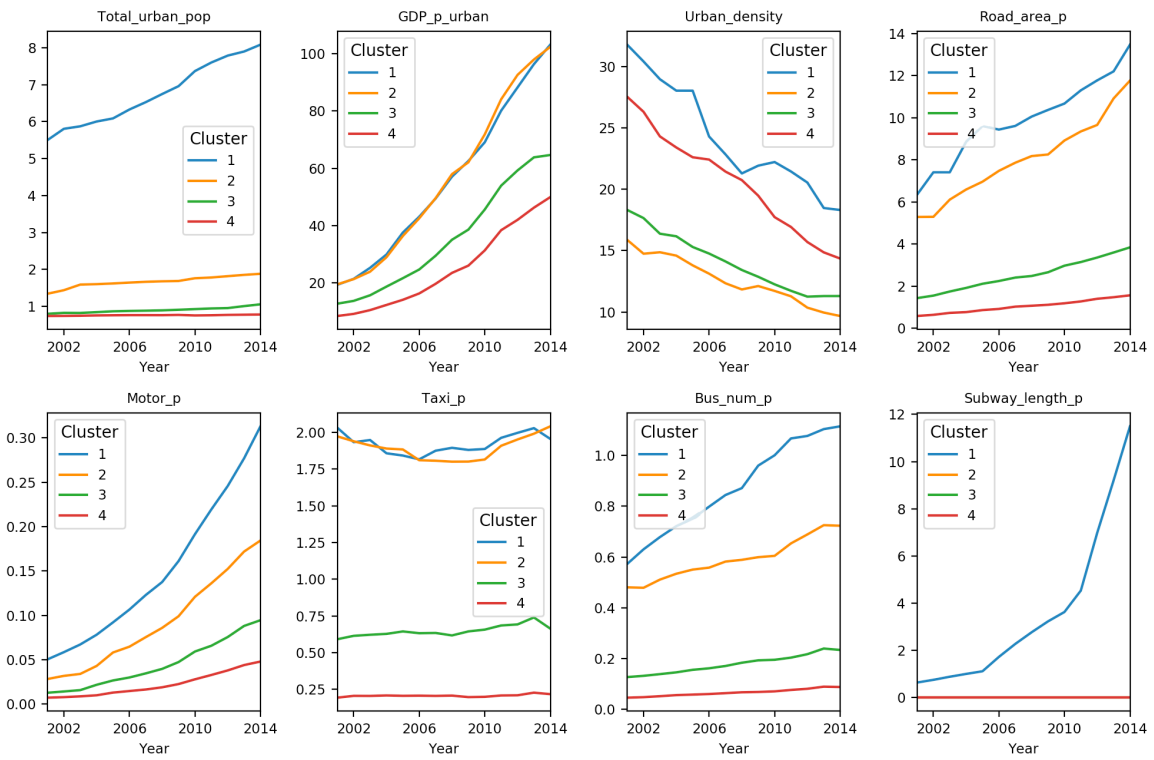 Total_urban_pop
8
7
6
5
4
3
2
1
Cluster
1
2
3
4
2002 2006 2010 2014
Year
GDP_p_urban
100
80
60
40
20
Cluster
1
2
3
4
2002 2006 2010 2014
Year
Urban_density
30
25
20
15
10
Cluster
1
2
3
4
2002 2006 2010 2014
Year
Road_area_p
14
12
10
8
6
4
2
0
Cluster
1
2
3
4
2002 2006 2010 2014
Year
Motor_p
0.30
0.25
0.20
0.15
0.10
0.05
0.00
Cluster
1
2
3
4
2002 2006 2010 2014
Year
Taxi_p
2.00
1.75
1.50
1.25
1.00
0.75
0.50
0.25
Cluster
1
2
3
4
2002 2006 2010 2014
Year
Bus_num_p
1.0
0.8
0.6
0.4
0.2
0.0
Cluster
1
2
3
4
2002 2006 2010 2014
Year
Subway_length_p
12
10
8
6
4
2
0
Cluster
1
2
3
4
2002 2006 2010 2014
Year